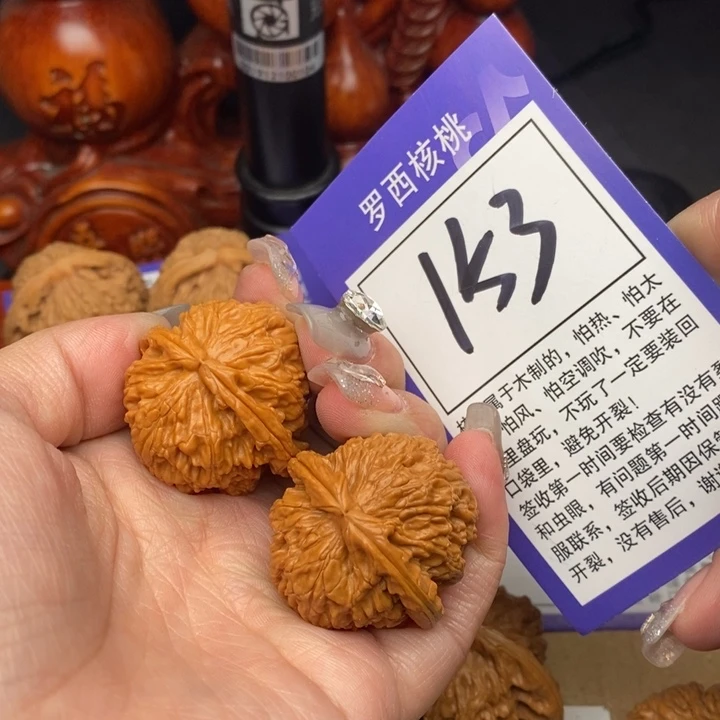 罗西核桃
153
属于木制的，怕热、怕太
怕风、怕空调吹，不要在
里盘玩，不玩了一定要装回
口袋里，避免开裂！
签收第一时间要检查有没有裂
和虫眼，有问题第一时间
服联系，签收后期因保
开裂，没有售后，谢